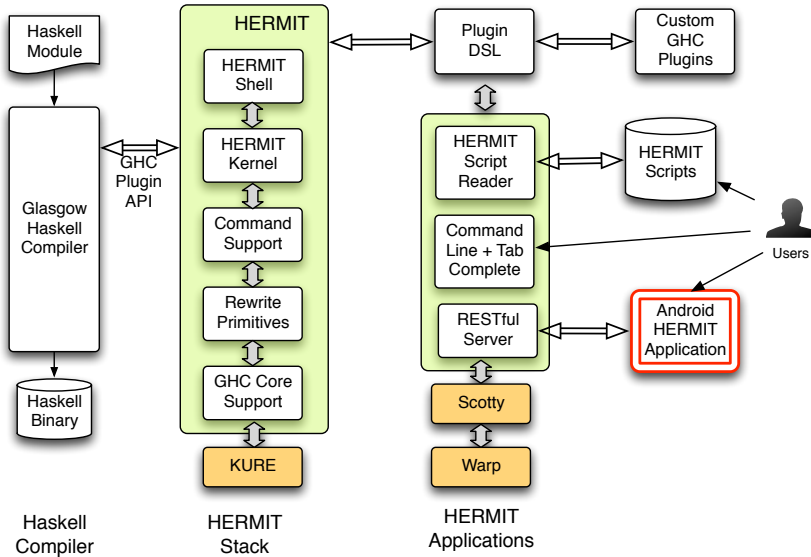 Haskell
Module
Glasgow
Haskell
Compiler
Haskell
Binary
GHC
Plugin
API
HERMIT
HERMIT
Shell
HERMIT
Kernel
Command
Support
Rewrite
Primitives
GHC Core
Support
KURE
Plugin
DSL
Custom
GHC
Plugins
HERMIT
Script
Reader
HERMIT
Scripts
Command
Line + Tab
Complete
Users
RESTful
Server
Android
HERMIT
Application
Scotty
Warp
Haskell
Compiler
HERMIT
Stack
HERMIT
Applications